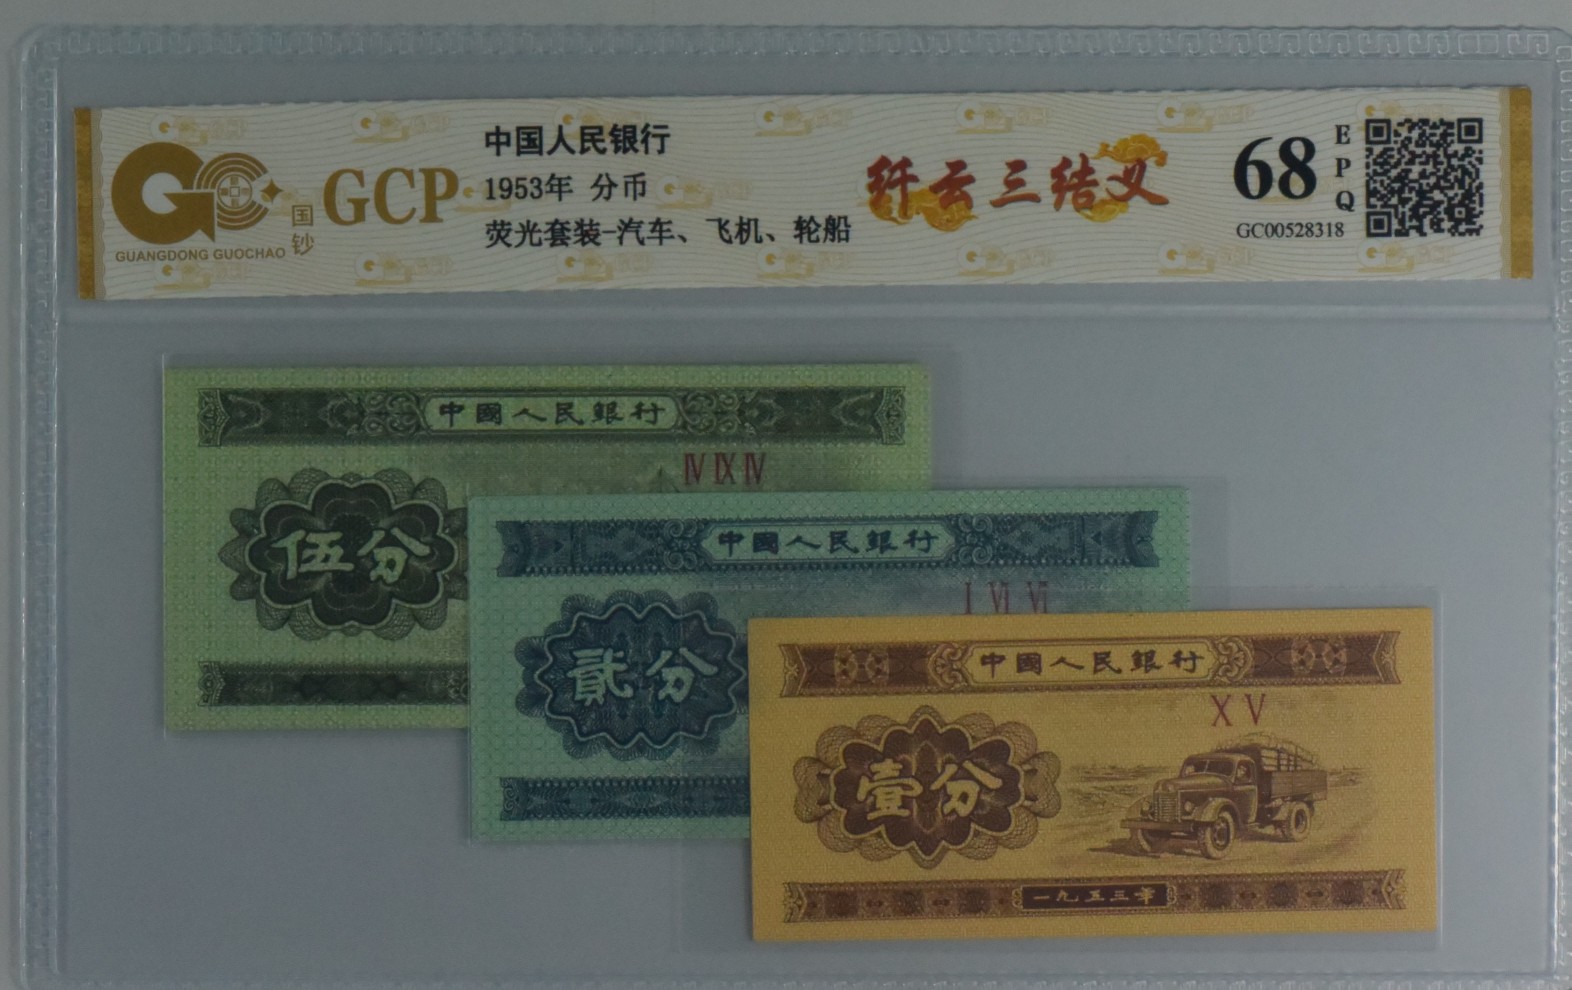 GCP
国钞
GUANGDONG GUOCHAO
中国人民银行
1953年 分币
荧光套装-汽车、飞机、轮船
纤云三结义
68
EPQ
GC00528318
中國人民銀行
Ⅳ Ⅸ Ⅳ
伍分
中國人民銀行
Ⅰ Ⅵ Ⅵ
貳分
中國人民銀行
Ⅹ Ⅴ
壹分
一九五三年